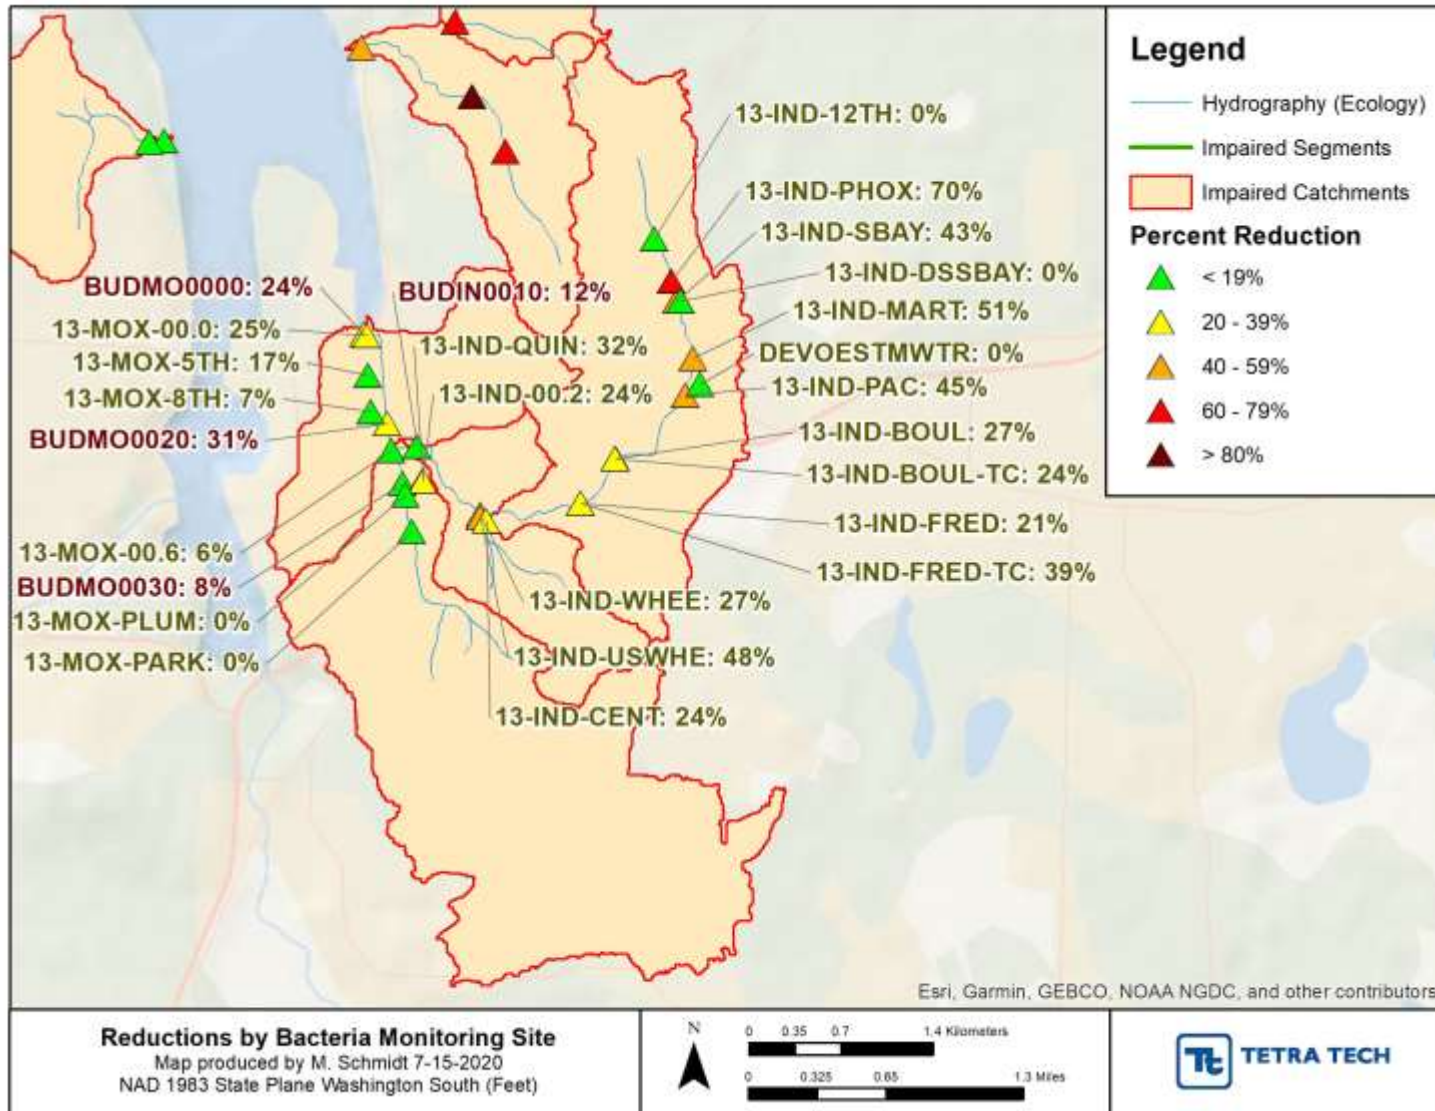 Legend
Hydrography (Ecology)
Impaired Segments
Impaired Catchments
Percent Reduction
< 19%
20 - 39%
40 - 59%
60 - 79%
> 80%
13-IND-12TH: 0%
13-IND-PHOX: 70%
13-IND-SBAY: 43%
13-IND-DSSBAY: 0%
13-IND-MART: 51%
DEVOESTMWTR: 0%
13-IND-PAC: 45%
13-IND-BOUL: 27%
13-IND-BOUL-TC: 24%
13-IND-FRED: 21%
13-IND-FRED-TC: 39%
BUDMO0000: 24%
BUDIN0010: 12%
13-MOX-00.0: 25%
13-IND-QUIN: 32%
13-MOX-5TH: 17%
13-IND-00.2: 24%
13-MOX-8TH: 7%
BUDMO0020: 31%
13-MOX-00.6: 6%
BUDMO0030: 8%
13-MOX-PLUM: 0%
13-MOX-PARK: 0%
13-IND-WHEE: 27%
13-IND-USWHE: 48%
13-IND-CENT: 24%
Esri, Garmin, GEBCO, NOAA NGDC, and other contributors
Reductions by Bacteria Monitoring Site
Map produced by M. Schmidt 7-15-2020
NAD 1983 State Plane Washington South (Feet)
N
0 0.35 0.7 1.4 Kilometers
0 0.325 0.65 1.3 Miles
Tt TETRA TECH